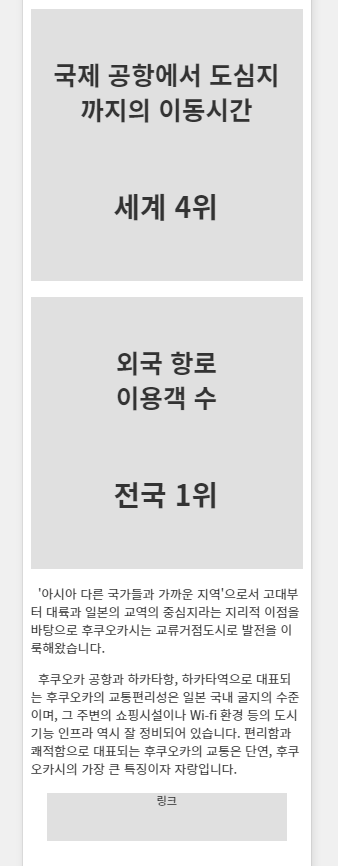 국제 공항에서 도심지
까지의 이동시간
세계 4위
외국 항로
이용객 수
전국 1위
'아시아 다른 국가들과 가까운 지역'으로서 고대부
터 대륙과 일본의 교역의 중심지라는 지리적 이점을
바탕으로 후쿠오카시는 교류거점도시로 발전을 이
룩해왔습니다.
후쿠오카 공항과 하카타항, 하카타역으로 대표되
는 후쿠오카의 교통편리성은 일본 국내 굴지의 수준
이며, 그 주변의 쇼핑시설이나 Wi-fi 환경 등의 도시
기능 인프라 역시 잘 정비되어 있습니다. 편리함과
쾌적함으로 대표되는 후쿠오카의 교통은 단연, 후쿠
오카시의 가장 큰 특징이자 자랑입니다.
링크